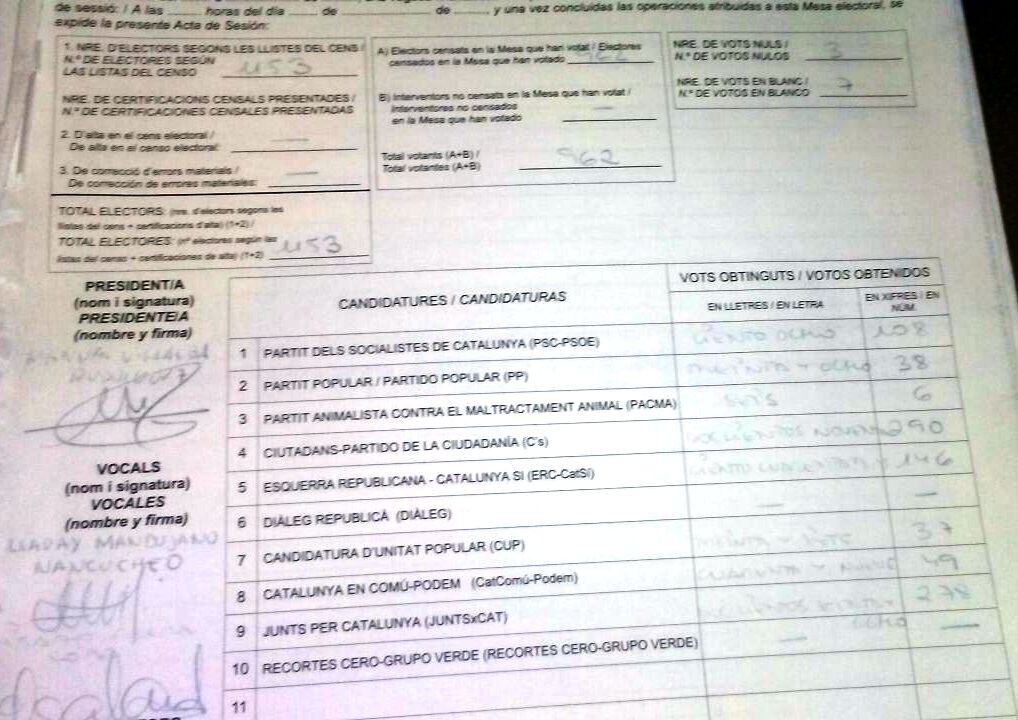 de sessió: / A las ____ horas del día ____ de ________ de ____, y una vez concluidas las operaciones atribuidas a esta Mesa electoral, se
expide la presente Acta de Sesión:
1. NRE. D'ELECTORS SEGONS LES LLISTES DEL CENS /
N.º DE ELECTORES SEGÚN
LAS LISTAS DEL CENSO 1153
NRE. DE CERTIFICACIONS CENSALS PRESENTADES /
N.º DE CERTIFICACIONES CENSALES PRESENTADAS
2. D'alta en el cens electoral /
De alta en el censo electoral: —
3. De correcció d'errors materials /
De corrección de errores materiales: —
TOTAL ELECTORS: (nre. d'electors segons les
llistes del cens + certificacions d'alta) (1+2) /
TOTAL ELECTORES: (nº electores según las
listas del censo + certificaciones de alta) (1+2) 1153
A) Electors censats en la Mesa que han votat / Electores
censados en la Mesa que han votado 962
B) Interventors no censats en la Mesa que han votat /
Interventores no censados
en la Mesa que han votado —
Total votants (A+B) /
Total votantes (A+B) 962
NRE. DE VOTS NULS /
N.º DE VOTOS NULOS 3
NRE. DE VOTS EN BLANC /
N.º DE VOTOS EN BLANCO 7
PRESIDENT/A
(nom i signatura)
PRESIDENTE/A
(nombre y firma)
VOCALS
(nom i signatura)
VOCALES
(nombre y firma)
CANDIDATURES / CANDIDATURAS
VOTS OBTINGUTS / VOTOS OBTENIDOS
EN LLETRES / EN LETRA
EN XIFRES / EN
NÚM.
1 PARTIT DELS SOCIALISTES DE CATALUNYA (PSC-PSOE) CIENTO OCHO 108
2 PARTIT POPULAR / PARTIDO POPULAR (PP) TREINTA Y OCHO 38
3 PARTIT ANIMALISTA CONTRA EL MALTRACTAMENT ANIMAL (PACMA) SEIS 6
4 CIUTADANS-PARTIDO DE LA CIUDADANÍA (C's) DOSCIENTOS NOVENTA 290
5 ESQUERRA REPUBLICANA - CATALUNYA SÍ (ERC-CatSí) CIENTO 146
6 DIÀLEG REPUBLICÀ (DIÀLEG) — —
7 CANDIDATURA D'UNITAT POPULAR (CUP) TREINTA Y SIETE 37
8 CATALUNYA EN COMÚ-PODEM (CatComú-Podem) CUARENTA Y NUEVE 49
9 JUNTS PER CATALUNYA (JUNTSxCAT) 278
OCHO
10 RECORTES CERO-GRUPO VERDE (RECORTES CERO-GRUPO VERDE) — —
11